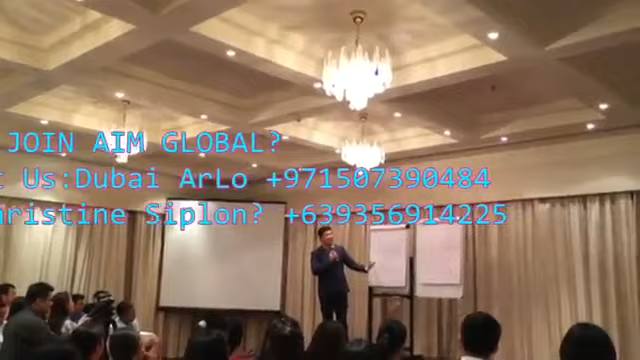 JOIN AIM GLOBAL?
t Us:Dubai ArLo +971507390484
hristine Siplon? +639356914225